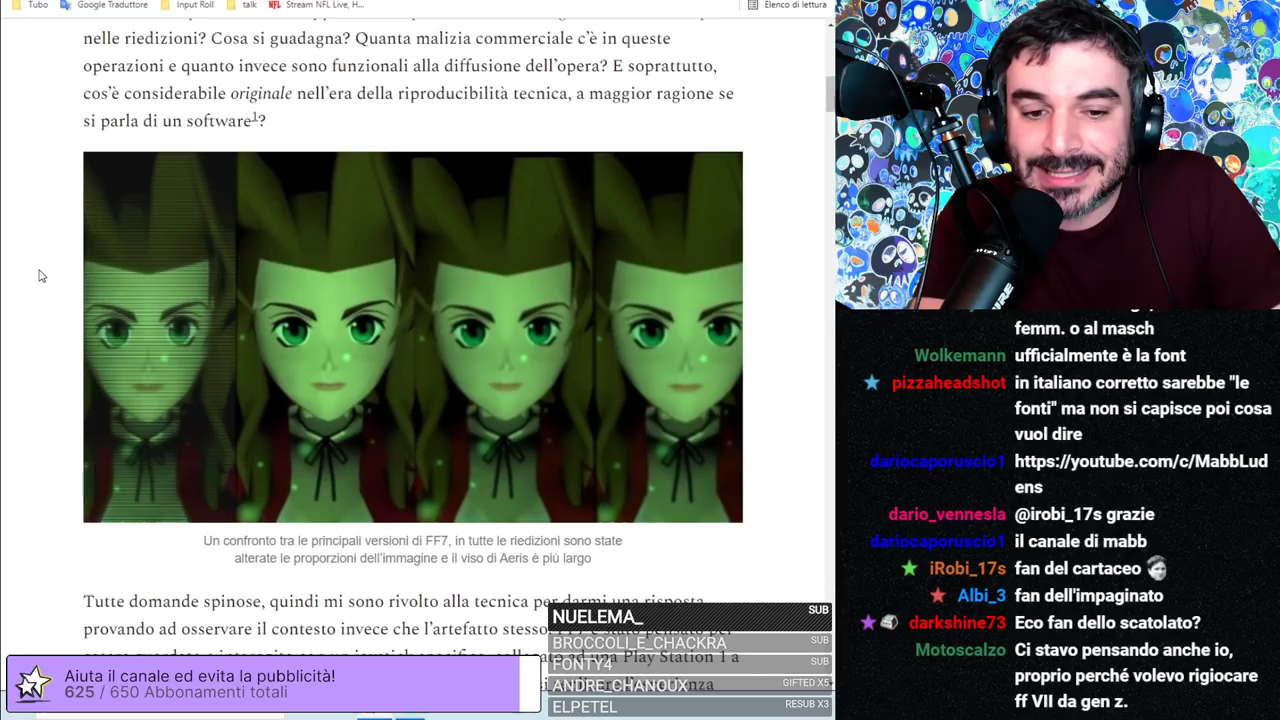 Tubo
Google Traduttore
Input Roll
talk
Stream NFL Live, H...
Elenco di lettura
nelle riedizioni? Cosa si guadagna? Quanta malizia commerciale c'è in queste
operazioni e quanto invece sono funzionali alla diffusione dell'opera? E soprattutto,
cos'è considerabile originale nell'era della riproducibilità tecnica, a maggior ragione se
si parla di un software1?
Un confronto tra le principali versioni di FF7, in tutte le riedizioni sono state
alterate le proporzioni dell'immagine e il viso di Aeris è più largo
Tutte domande spinose, quindi mi sono rivolto alla tecnica per darmi una risposta,
provando ad osservare il contesto invece che l'artefatto stesso.
Play Station 1 a
NUELEMA_ SUB
BROCCOLI_E_CHACKRA SUB
FONTY4 SUB
ANDRE_CHANOUX GIFTED X5
ELPETEL RESUB X3
Aiuta il canale ed evita la pubblicità!
625 / 650 Abbonamenti totali
femm. o al masch
Wolkemann ufficialmente è la font
pizzaheadshot in italiano corretto sarebbe "le
fonti" ma non si capisce poi cosa
vuol dire
dariocaporuscio1 https://youtube.com/c/MabbLud
ens
dario_vennesla @irobi_17s grazie
dariocaporuscio1 il canale di mabb
iRobi_17s fan del cartaceo
Albi_3 fan dell'impaginato
darkshine73 Eco fan dello scatolato?
Motoscalzo Ci stavo pensando anche io,
proprio perché volevo rigiocare
ff VII da gen z.